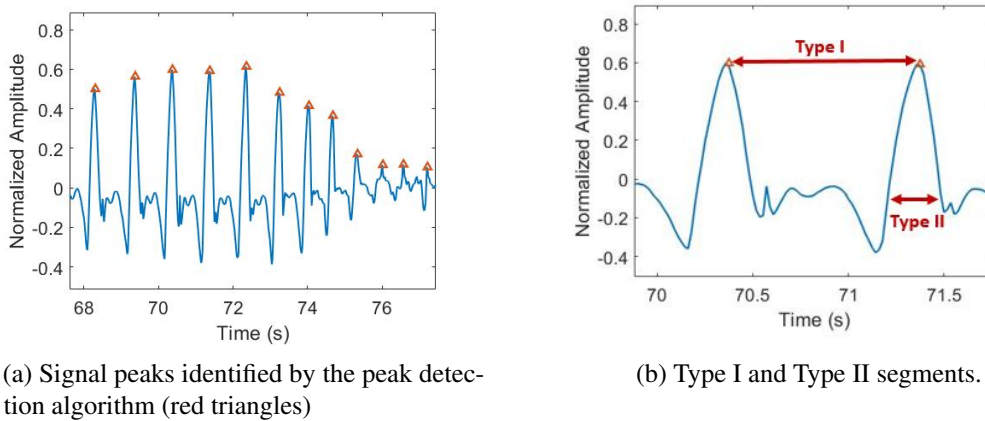 0.8
0.6
0.4
0.2
0
-0.2
-0.4
Normalized Amplitude
68 70 72 74 76
Time (s)
(a) Signal peaks identified by the peak detec-
tion algorithm (red triangles)
0.8
0.6
0.4
0.2
0
-0.2
-0.4
Normalized Amplitude
Type I
Type II
70 70.5 71 71.5
Time (s)
(b) Type I and Type II segments.